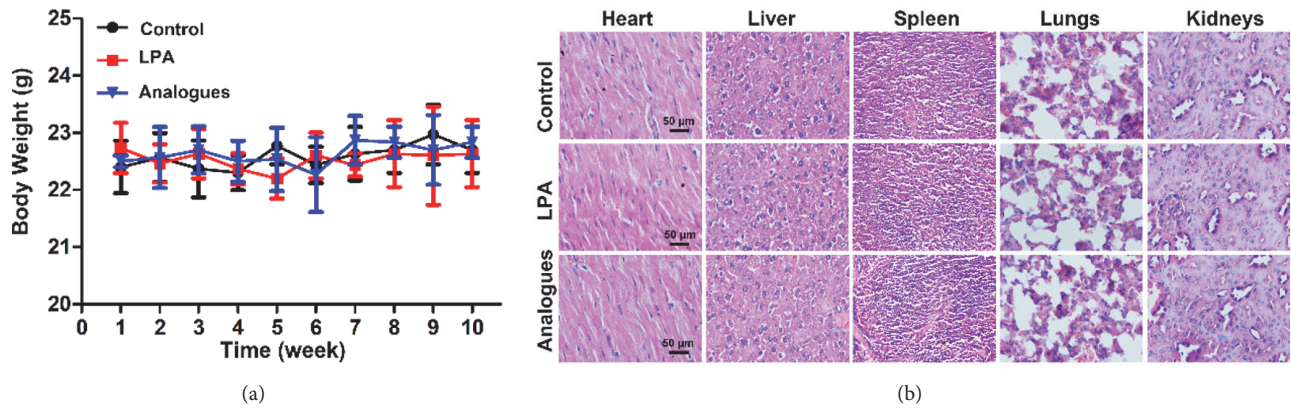 25
24
23
22
21
20
Body Weight (g)
Control
LPA
Analogues
0 1 2 3 4 5 6 7 8 9 10
Time (week)
(a)
Heart Liver Spleen Lungs Kidneys
Control
50 µm
LPA
50 µm
Analogues
50 µm
(b)